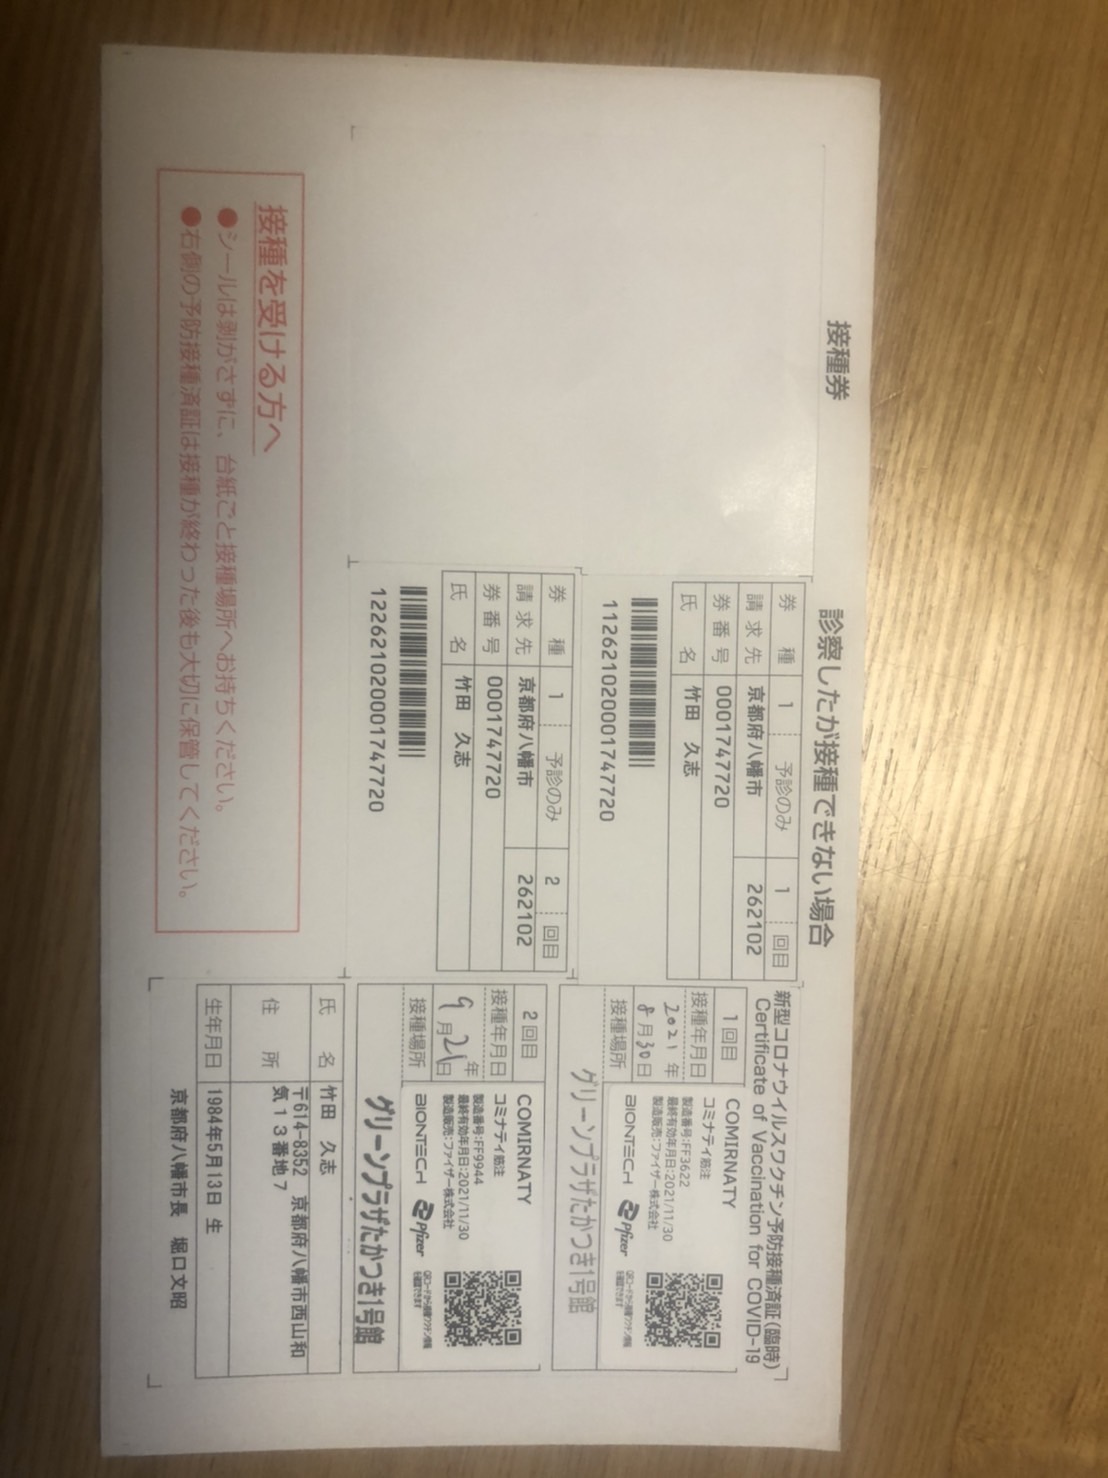 接種券
診察したが接種できない場合
券種 1 予診のみ 1 回目
請求先 京都府八幡市 262102
券番号 0001747720
氏名 竹田 久志
112621020001747720
券種 1 予診のみ 2 回目
請求先 京都府八幡市 262102
券番号 0001747720
氏名 竹田 久志
122621020001747720
接種を受ける方へ
●シールは剥がさずに、台紙ごと接種場所へお持ちください。
●右側の予防接種済証は接種が終わった後も大切に保管してください。
新型コロナウイルスワクチン予防接種済証(臨時)
Certificate of Vaccination for COVID-19
1回目
接種年月日
2021 年
8月30日
接種場所
COMIRNATY
コミナティ筋注
製造番号:FF3622
最終有効年月日:2021/11/30
製造販売:ファイザー株式会社
BIONTECH Pfizer
グリーンプラザたかつき1号館
2回目
接種年月日
年
9月21日
接種場所
COMIRNATY
コミナティ筋注
製造番号:FF9944
最終有効年月日:2021/11/30
製造販売:ファイザー株式会社
BIONTECH Pfizer
グリーンプラザたかつき1号館
氏名 竹田 久志
住所 〒614-8352 京都府八幡市西山和
気13番地7
生年月日 1984年5月13日 生
京都府八幡市長 堀口文昭